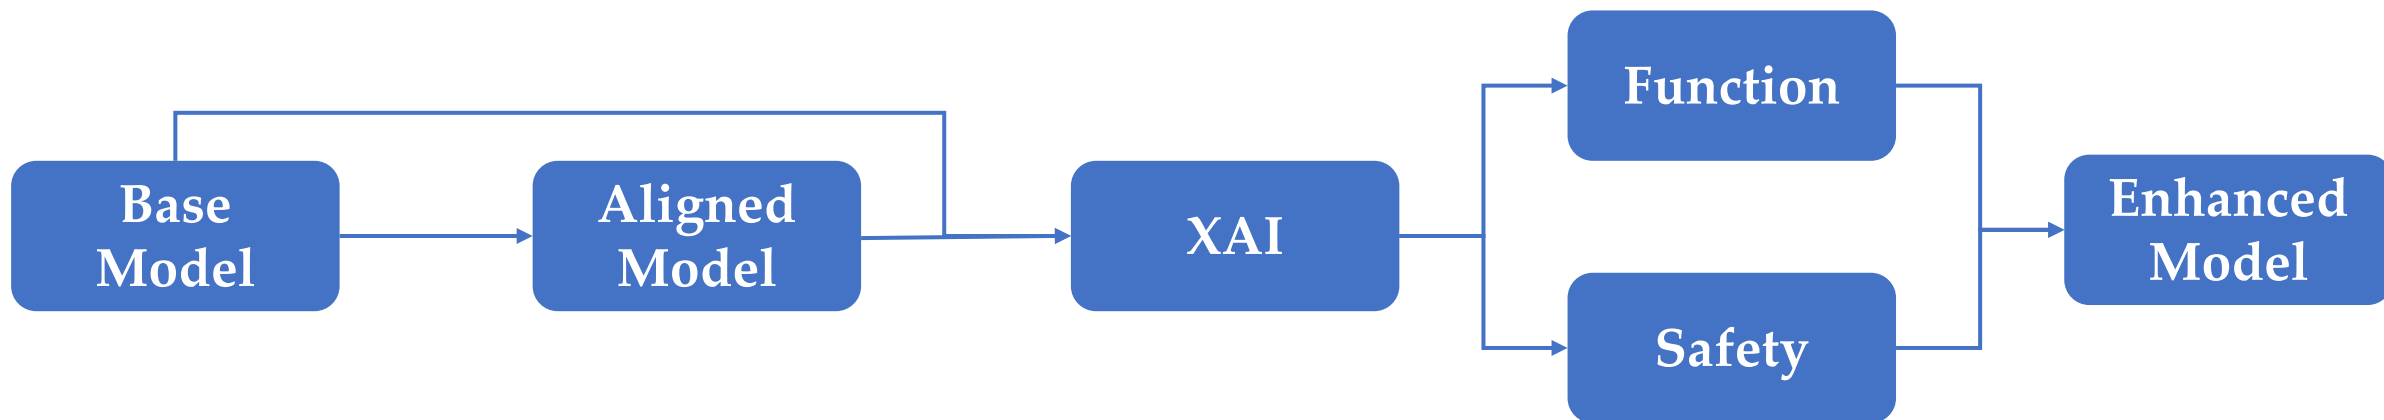 Base
Model
Aligned
Model
XAI
Function
Safety
Enhanced
Model